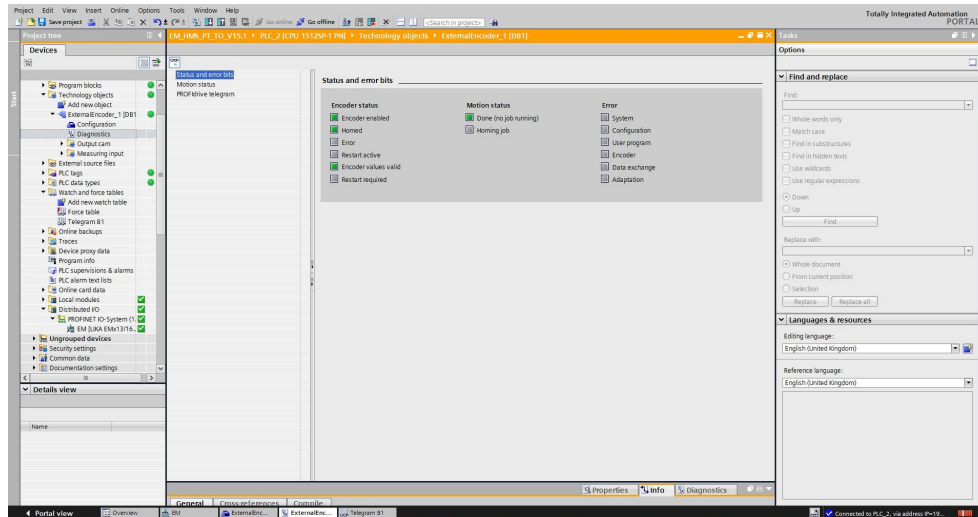 Project Edit View Insert Online Options Tools Window Help
Totally Integrated Automation
PORTAL
Save project
Go online
Go offline
<Search in project>
Project tree
EM_HMS_PT_TO_V15.1 › PLC_2 [CPU 1512SP-1 PN] › Technology objects › ExternalEncoder_1 [DB1]
Tasks
Devices
Options
Start
Program blocks
Technology objects
Add new object
ExternalEncoder_1 [DB1
Configuration
Diagnostics
Output cam
Measuring input
External source files
PLC tags
PLC data types
Watch and force tables
Add new watch table
Force table
Telegram 81
Online backups
Traces
Device proxy data
Program info
PLC supervisions & alarms
PLC alarm text lists
Online card data
Local modules
Distributed I/O
PROFINET IO-System (1.
EM [LIKA EMx13/16..
Ungrouped devices
Security settings
Common data
Documentation settings
Details view
Name
Status and error bits
Motion status
PROFIdrive telegram
Status and error bits
Encoder status
Encoder enabled
Homed
Error
Restart active
Encoder values valid
Restart required
Motion status
Done (no job running)
Homing job
Error
System
Configuration
User program
Encoder
Data exchange
Adaptation
Find and replace
Find:
Whole words only
Match case
Find in substructures
Find in hidden texts
Use wildcards
Use regular expressions
Down
Up
Find
Replace with:
Whole document
From current position
Selection
Replace Replace all
Languages & resources
Editing language:
English (United Kingdom)
Reference language:
English (United Kingdom)
Properties Info Diagnostics
General Cross-references Compile
Portal view Overview EM ExternalEnc... ExternalEnc... Telegram 81
Connected to PLC_2, via address IP=19...